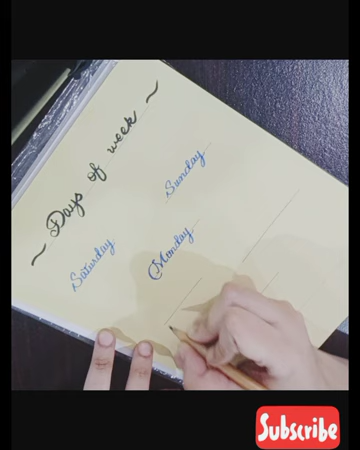 ~ Days of week ~
Saturday
Sunday
Monday
Subscribe